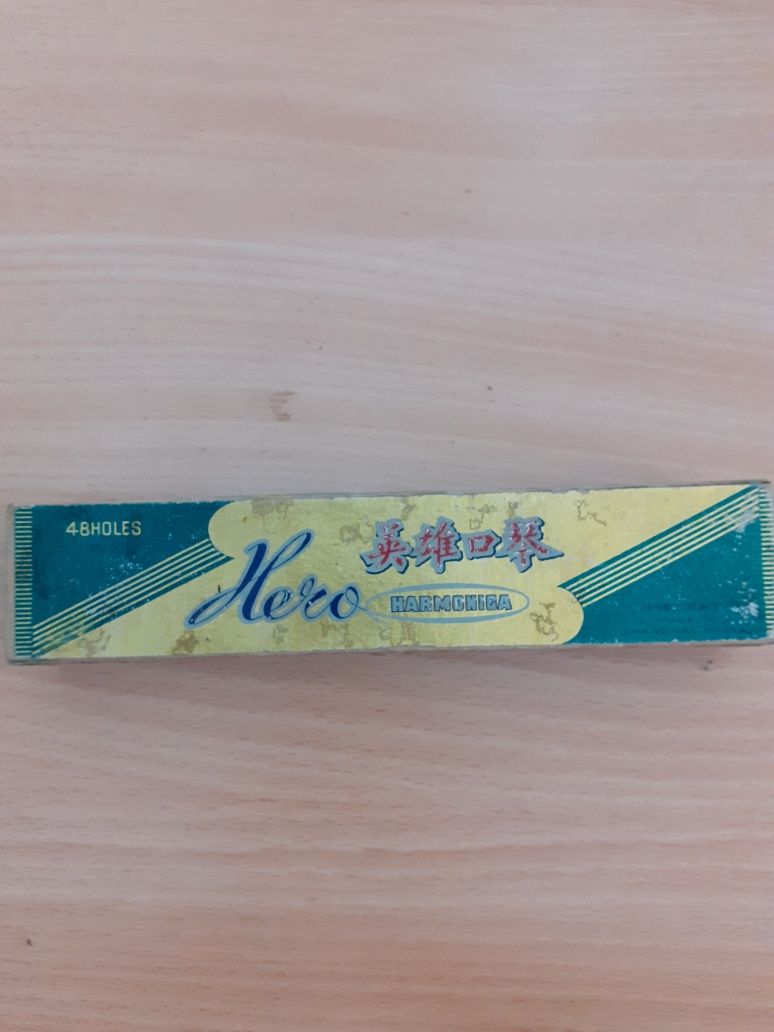 48HOLES
英雄口琴
Hero HARMONICA